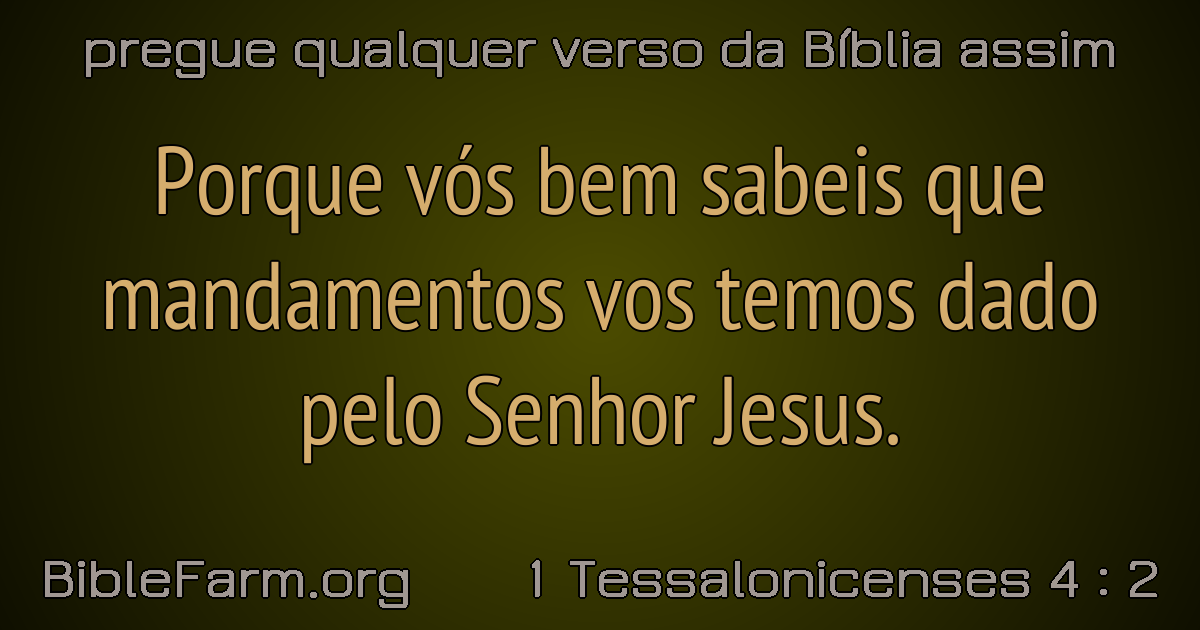 pregue qualquer verso da Bíblia assim
Porque vós bem sabeis que
mandamentos vos temos dado
pelo Senhor Jesus.
BibleFarm.org 1 Tessalonicenses 4 : 2